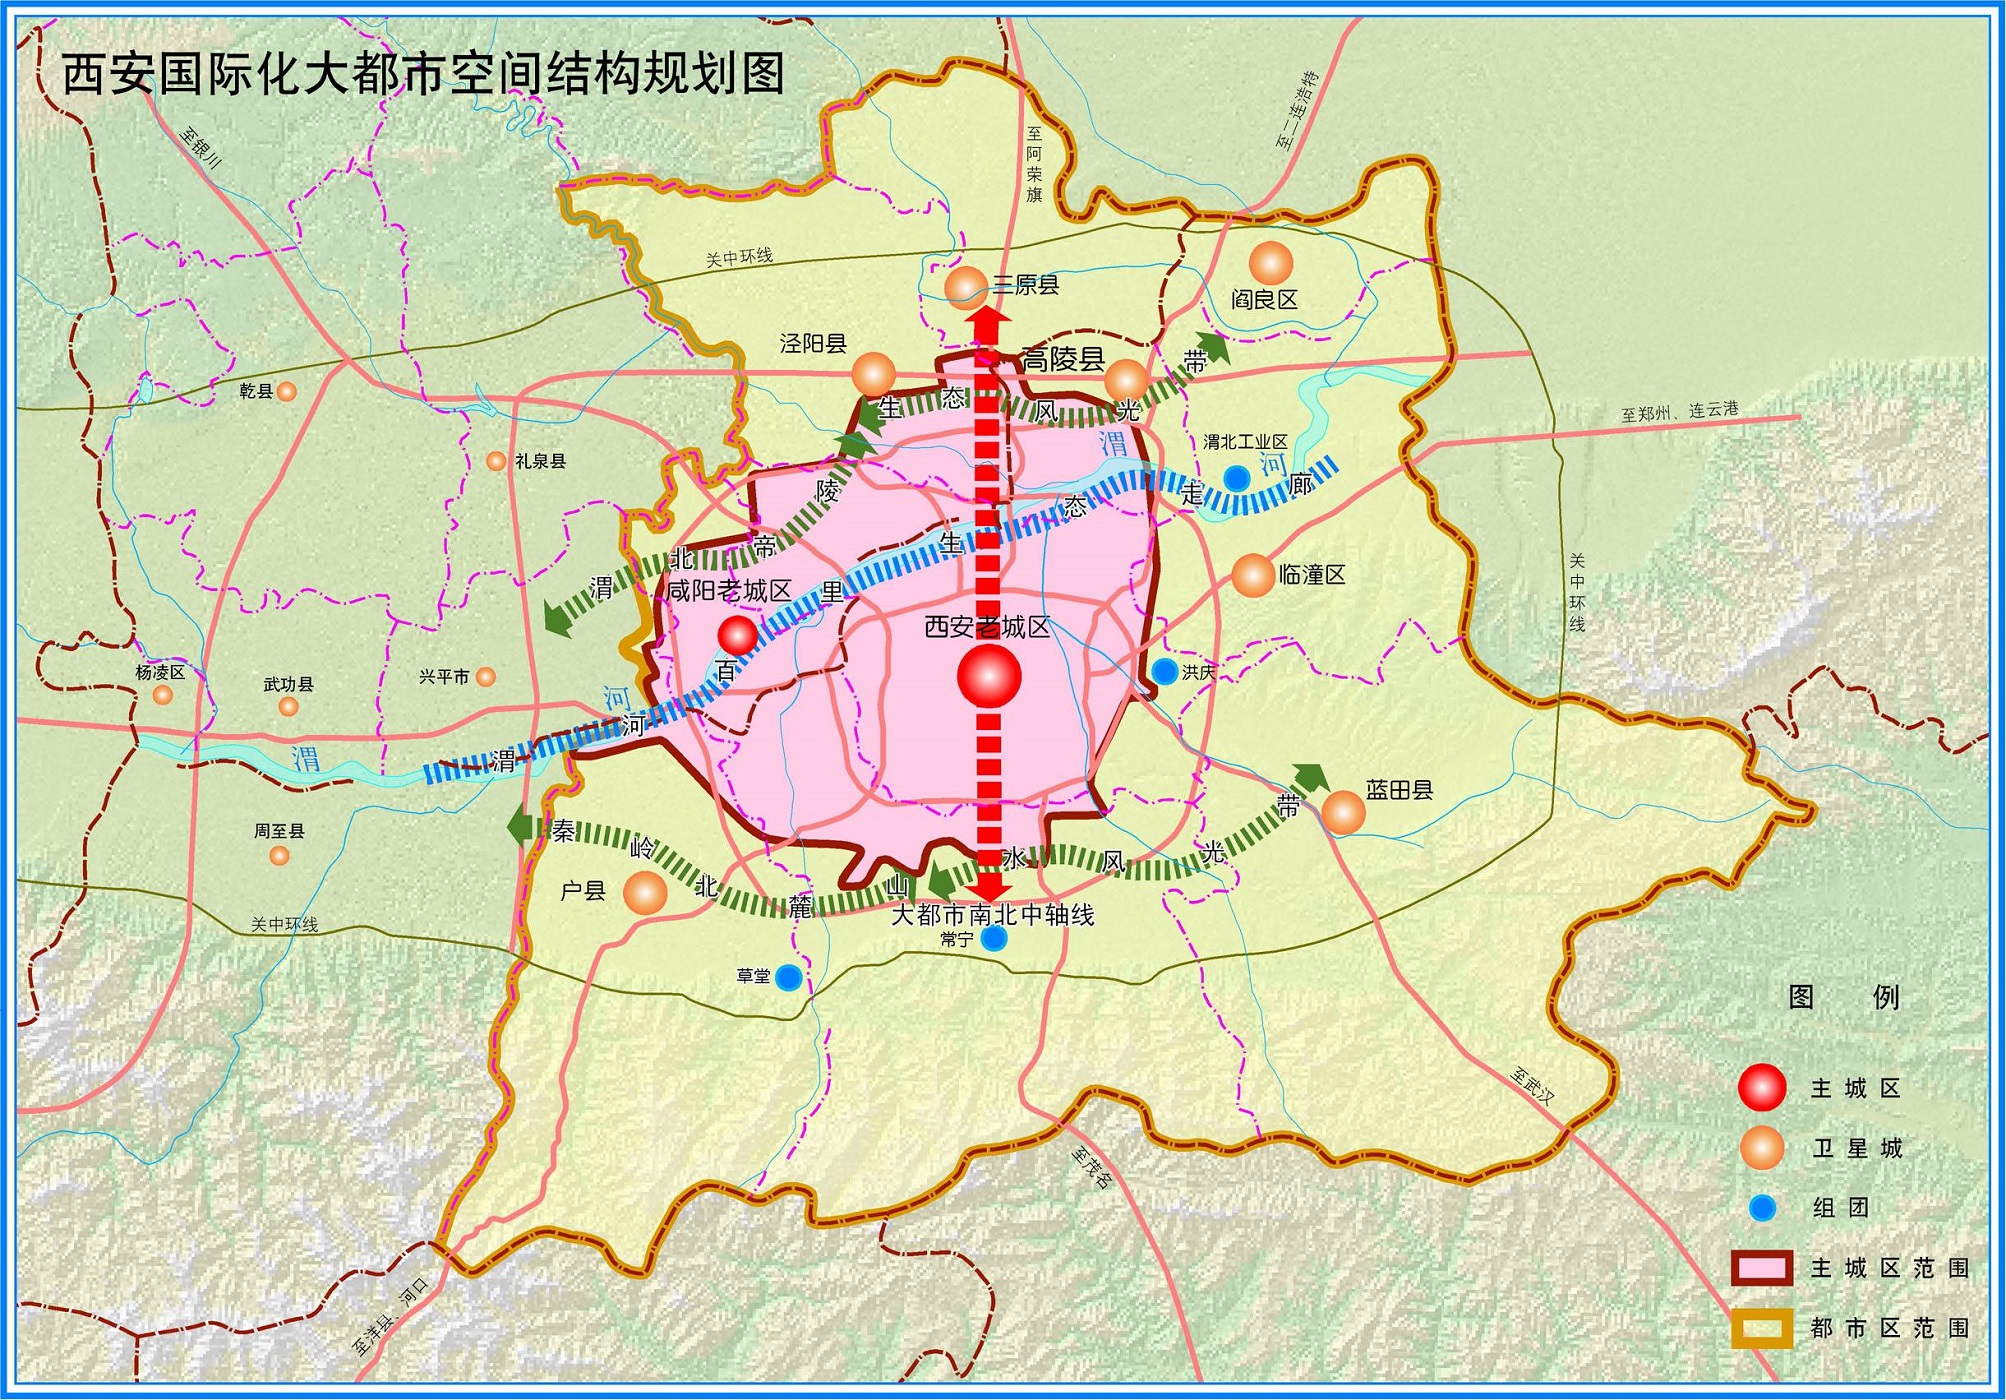 西安国际化大都市空间结构规划图
至银川
至阿荣旗
至二连浩特
关中环线
三原县
阎良区
泾阳县
高陵县
乾县
生态风光带
至郑州、连云港
渭
渭北工业区
河
礼泉县
渭北帝陵
关中环线
临潼区
咸阳老城区
西安老城区
渭河百里生态走廊
杨凌区
武功县
兴平市
洪庆
河
渭
蓝田县
周至县
秦岭北麓山水风光带
户县
大都市南北中轴线
关中环线
常宁
草堂
至武汉
至茂名
至洋县、河口
图例
主城区
卫星城
组团
主城区范围
都市区范围